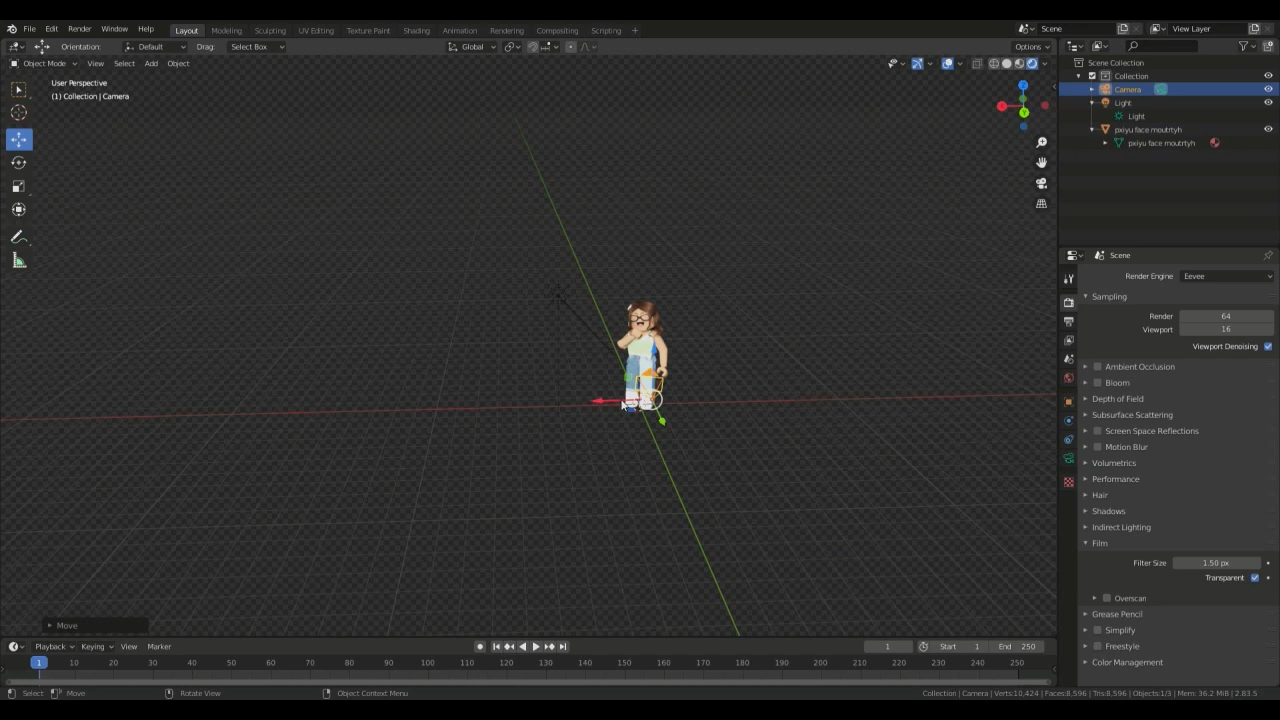 File Edit Render Window Help Layout Modeling Sculpting UV Editing Texture Paint Shading Animation Rendering Compositing Scripting + Scene View Layer
Orientation: Default Drag: Select Box Global Options
Object Mode View Select Add Object
User Perspective
(1) Collection | Camera
Scene Collection
Collection
Camera
Light
Light
pxiyu face moutrtyh
pxiyu face moutrtyh
X
Z
Y
Scene
Render Engine Eevee
Sampling
Render 64
Viewport 16
Viewport Denoising
Ambient Occlusion
Bloom
Depth of Field
Subsurface Scattering
Screen Space Reflections
Motion Blur
Volumetrics
Performance
Hair
Shadows
Indirect Lighting
Film
Filter Size 1.50 px
Transparent
Overscan
Grease Pencil
Simplify
Freestyle
Color Management
Move
Playback Keying View Marker 1 Start 1 End 250
1 10 20 30 40 50 60 70 80 90 100 110 120 130 140 150 160 170 180 190 200 210 220 230 240 250
Select Move Rotate View Object Context Menu Collection | Camera | Verts:10,424 | Faces:8,596 | Tris:8,596 | Objects:1/3 | Mem: 36.2 MiB | 2.83.5